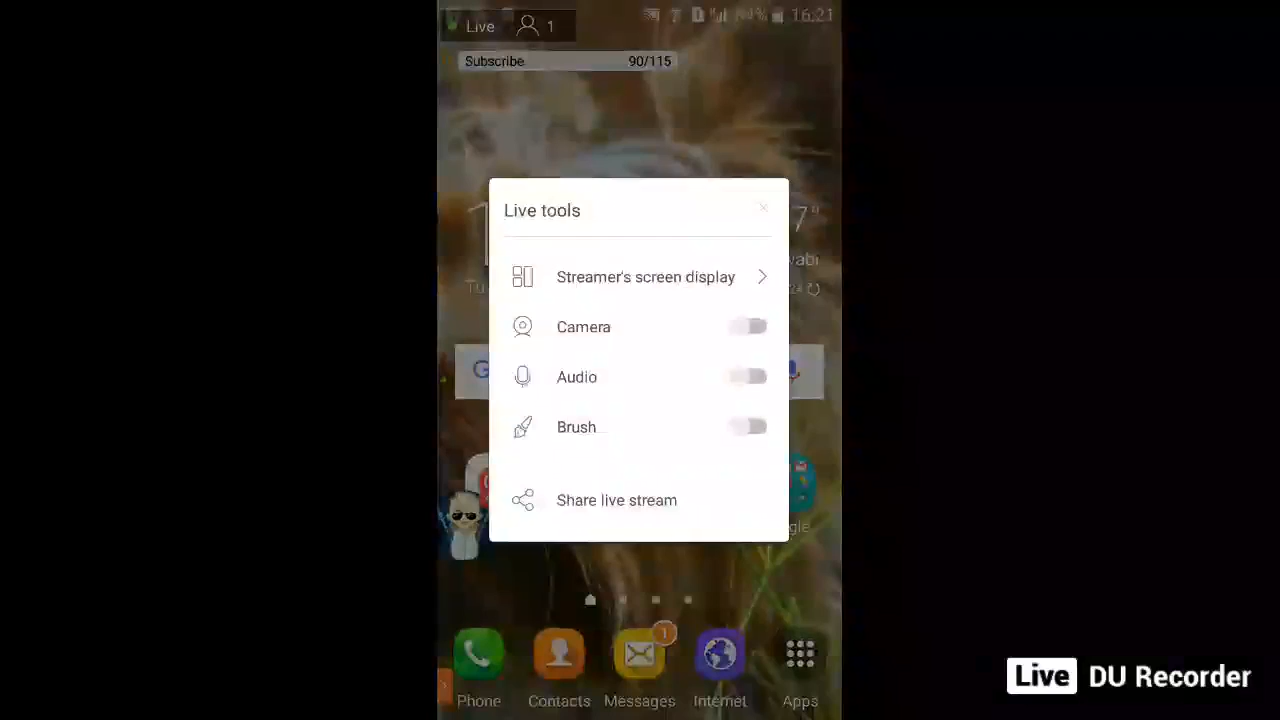 Live 1
16:21
Subscribe 90/115
Live tools
Streamer's screen display
Camera
Audio
Brush
Share live stream
1
Phone
Contacts
Messages
Internet
Apps
Live DU Recorder